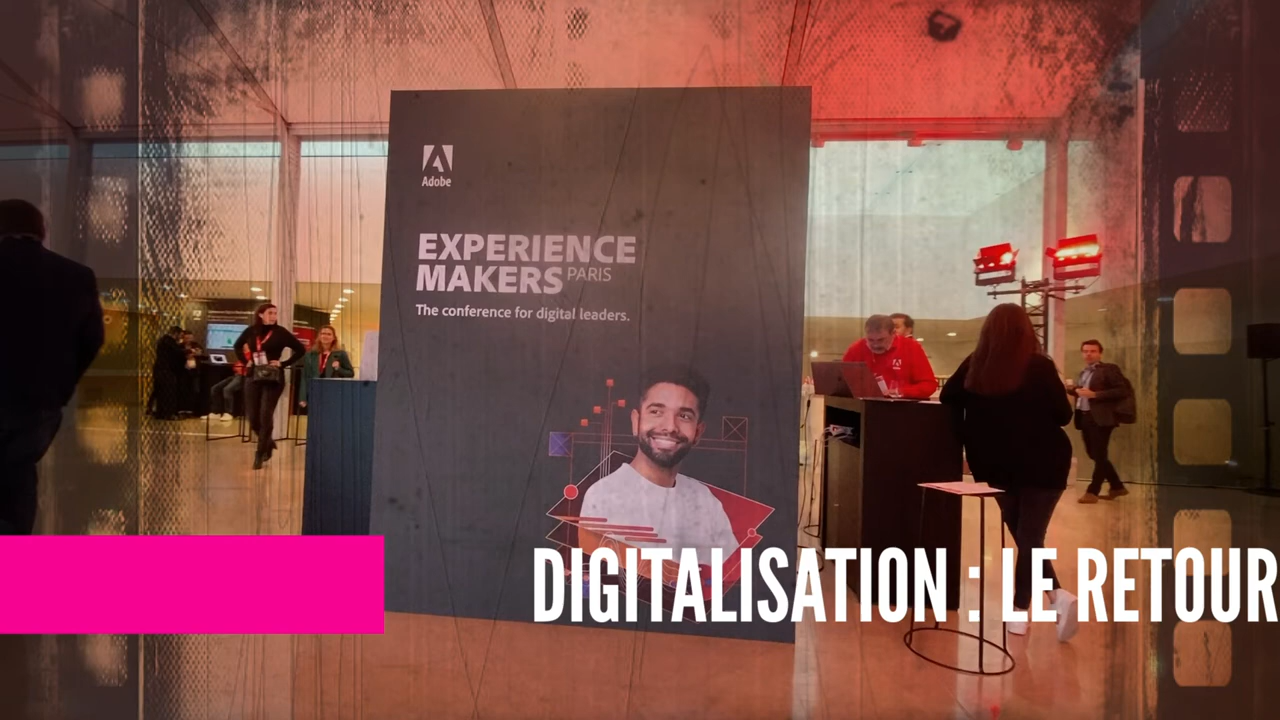 Adobe
EXPERIENCE
MAKERS PARIS
The conference for digital leaders.
DIGITALISATION : LE RETOUR